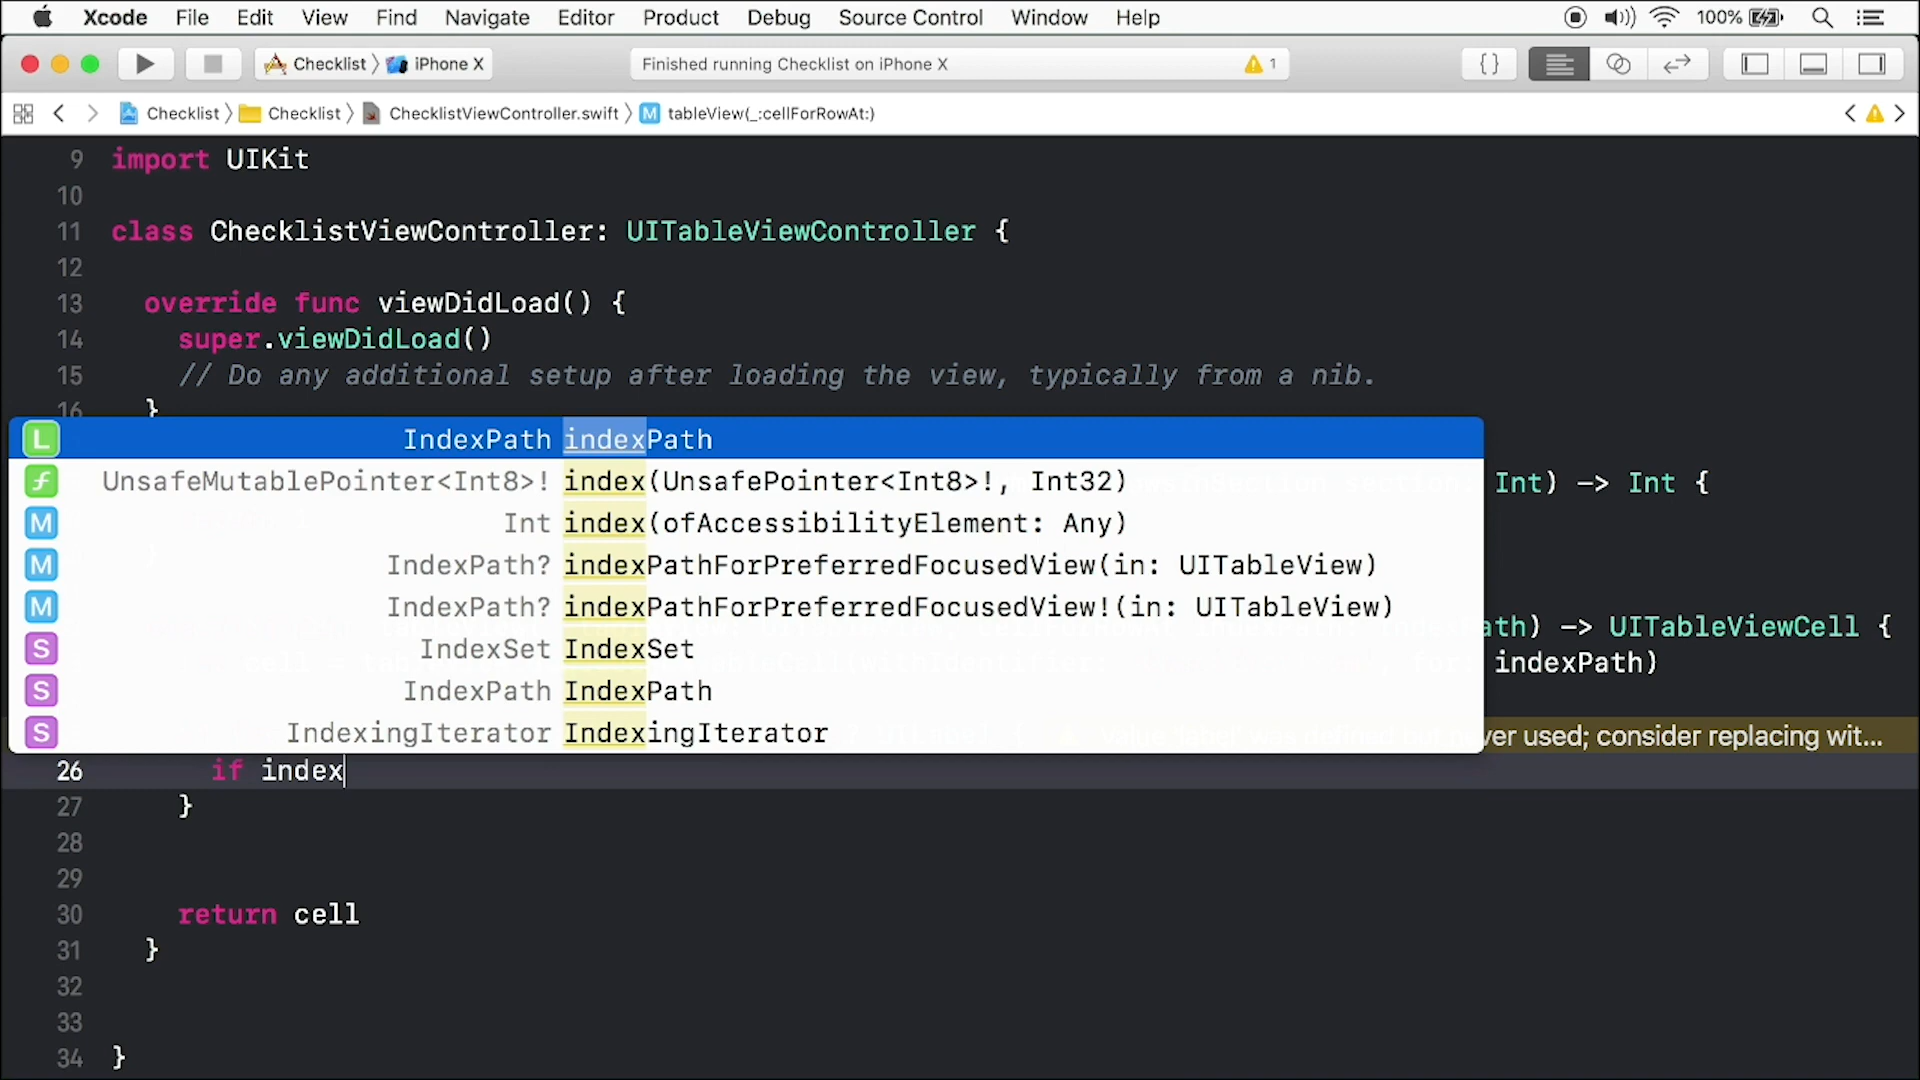 Xcode File Edit View Find Navigate Editor Product Debug Source Control Window Help 100%
Checklist iPhone X Finished running Checklist on iPhone X 1 {}
Checklist Checklist ChecklistViewController.swift M tableView(_:cellForRowAt:)
9 import UIKit
10
11 class ChecklistViewController: UITableViewController {
12
13 override func viewDidLoad() {
14 super.viewDidLoad()
15 // Do any additional setup after loading the view, typically from a nib.
16 }
L IndexPath indexPath
f UnsafeMutablePointer<Int8>! index(UnsafePointer<Int8>!, Int32) Int) -> Int {
M Int index(ofAccessibilityElement: Any)
M IndexPath? indexPathForPreferredFocusedView(in: UITableView)
M IndexPath? indexPathForPreferredFocusedView!(in: UITableView) ath) -> UITableViewCell {
S IndexSet IndexSet indexPath)
S IndexPath IndexPath
S IndexingIterator IndexingIterator ver used; consider replacing wit...
26 if index
27 }
28
29
30 return cell
31 }
32
33
34 }